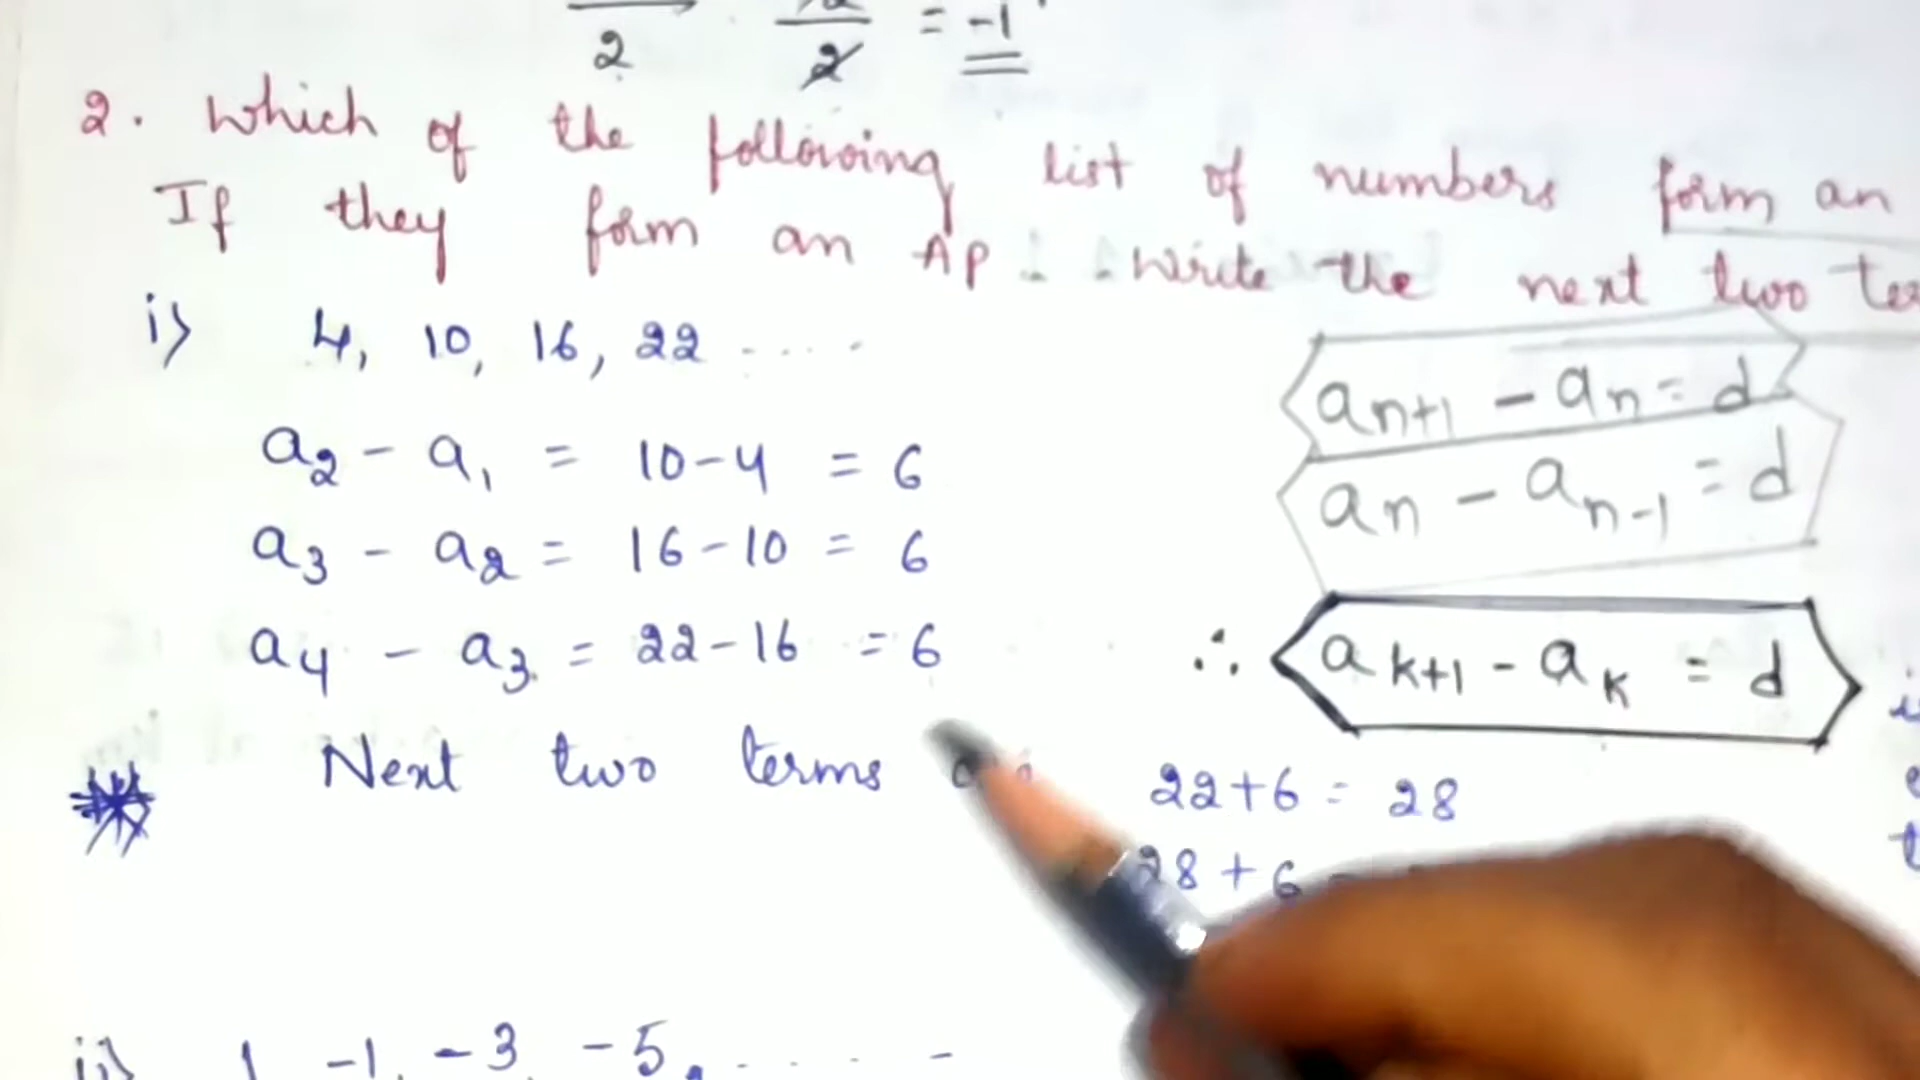 2
2 = -1
2. Which of the following list of numbers form an
If they form an AP. Write the next two
i) 4, 10, 16, 22 ....
a2 - a1 = 10-4 = 6
a3 - a2 = 16-10 = 6
a4 - a3 = 22-16 = 6
an+1 - an = d
an - an-1 = d
∴ ak+1 - ak = d
Next two terms
22+6 = 28
28+6
ii) 1, -1, -3, -5, .....